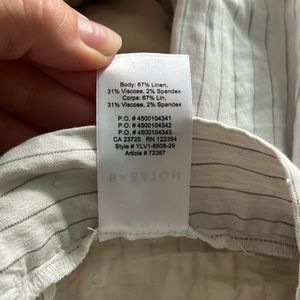 Body: 67% Linen,
31% Viscose, 2% Spandex
Corps: 67% Lin,
31% Viscose, 2% Spandex
P.O. # 4500104341
P.O. # 4500104342
P.O. # 4500104343
CA 23725 RN 122354
Style # YLV1-6508-29
Article # 72367
BABATON